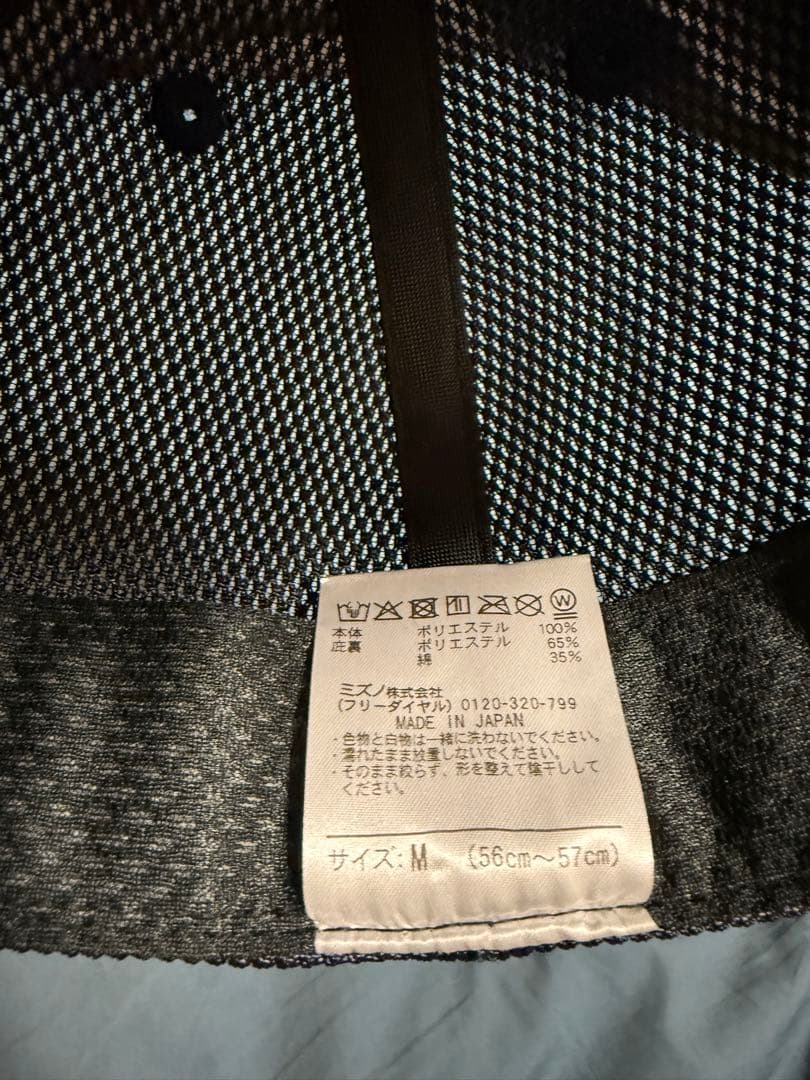 W
本体 ポリエステル 100%
庇裏 ポリエステル 65%
綿 35%
ミズノ株式会社
(フリーダイヤル) 0120-320-799
MADE IN JAPAN
・色物と白物は一緒に洗わないでください。
・濡れたまま放置しないでください。
・そのまま絞らず、形を整えて陰干しして
ください。
サイズ: M (56cm～57cm)